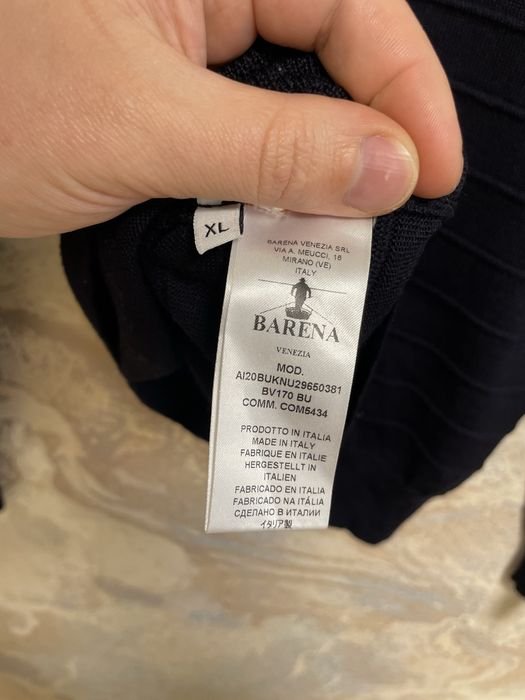 XL
BARENA VENEZIA SRL
VIA A. MEUCCI, 16
MIRANO (VE)
ITALY
BARENA
VENEZIA
MOD.
AI20BUKNU29650381
BV170 BU
COMM. COM5434
PRODOTTO IN ITALIA
MADE IN ITALY
FABRIQUE EN ITALIE
HERGESTELLT IN
ITALIEN
FABRICADO EN ITALIA
FABRICADO NA ITÁLIA
СДЕЛАНО В ИТАЛИИ
イタリア製